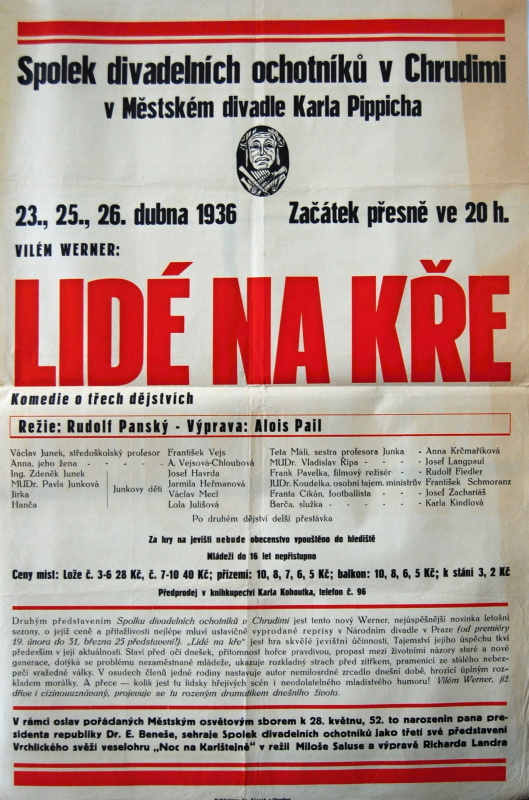 Spolek divadelních ochotníků v Chrudimi
v Městském divadle Karla Pippicha
23., 25., 26. dubna 1936 Začátek přesně ve 20 h.
VILÉM WERNER:
LIDÉ NA KŘE
Komedie o třech dějstvích
Režie: Rudolf Panský - Výprava: Alois Pail
Václav Junek, středoškolský profesor František Vejs
Anna, jeho žena - - - - - A. Vejsová-Chloubová
Ing. Zdeněk Junek Josef Havrda
MUDr. Pavla Junková Jarmila Heřmanová
Jirka Junkovy děti Václav Mecl
Hanča Lola Julišová
Teta Máli, sestra profesora Junka - Anna Krčmaříková
MUDr. Vladislav Řípa - - - - Josef Langpaul
Frank Pavelka, filmový režisér - - Rudolf Fiedler
JUDr. Koudelka, osobní tajem. ministrův František Schmoranz
Franta Cikán, footballista - - - Josef Zachariáš
Barča, služka - - - - - Karla Kindlová
Po druhém dějství delší přestávka
Za hry na jevišti nebude obecenstvo vpouštěno do hlediště
Mládeži do 16 let nepřístupno
Ceny míst: Lože č. 3-6 28 Kč, č. 7-10 40 Kč; přízemí: 10, 8, 7, 6, 5 Kč; balkon: 10, 8, 6, 5 Kč; k stání 3, 2 Kč
Předprodej v knihkupectví Karla Kohoutka, telefon č. 96
Druhým představením Spolku divadelních ochotníků v Chrudimi jest tento nový Werner, nejúspěšnější novinka letošní
sezony, o jejíž ceně a přitažlivosti nejlépe mluví ustavičně vyprodané reprisy v Národním divadle v Praze (od premiéry
19. února do 31. března 25 představení!). „Lidé na kře" jest hra skvělé jevištní účinnosti. Tajemství jejího úspěchu tkví
především v její aktuálnosti. Staví před oči dnešek, přítomnost hořce pravdivou, propast mezi životními názory staré a nové
generace, dotýká se problému nezaměstnané mládeže, ukazuje rozkladný strach před zítřkem, pramenící ze stálého nebez-
pečí vražedné války. V osudech členů jedné rodiny nastavuje autor nemilosrdné zrcadlo dnešní době, hrozící úplným roz-
kladem morálky. A přece — kolik jest tu lidsky hřejivých scén i neodolatelného mladistvého humoru! Vilém Werner, již
dříve i cizinouuznávaný, projevuje se tu rozeným dramatikem dnešního života.
V rámci oslav pořádaných Městským osvětovým sborem k 28. květnu, 52. to narozenin pana pre-
sidenta republiky Dr. E. Beneše, sehraje Spolek divadelních ochotníků jako třetí své představení
Vrchlického svěží veselohru „Noc na Karlštejně" v režii Miloše Saluse a výpravě Richarda Landra